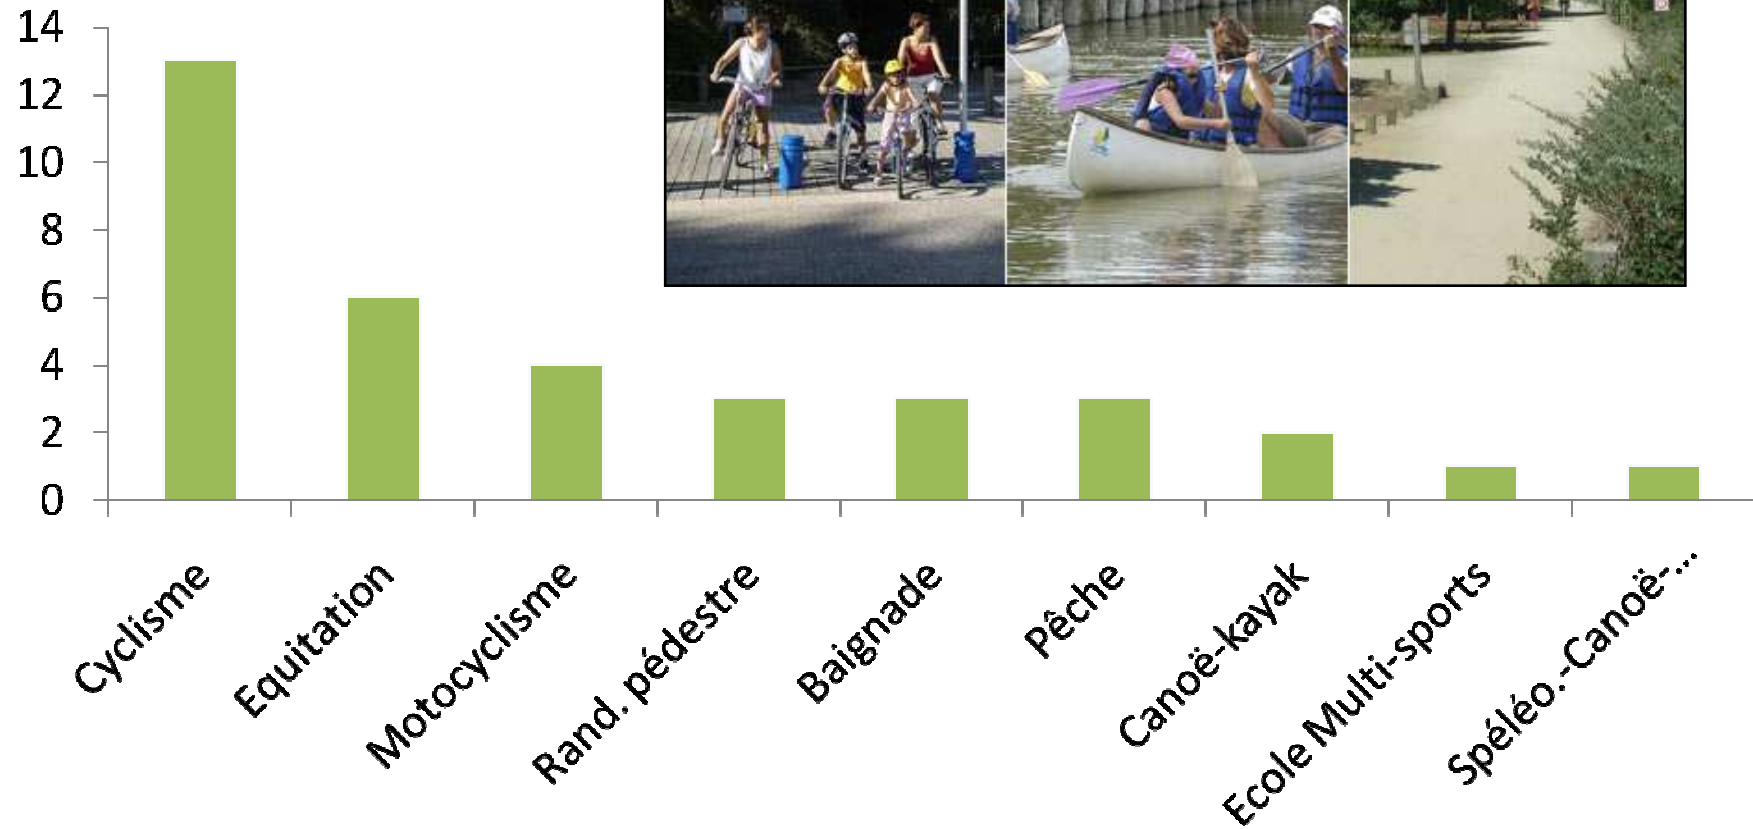 14
12
10
8
6
4
2
0
Cyclisme
Equitation
Motocyclisme
Rand. pédestre
Baignade
Pêche
Canoë-kayak
Ecole Multi-sports
Spéléo.-Canoë-...